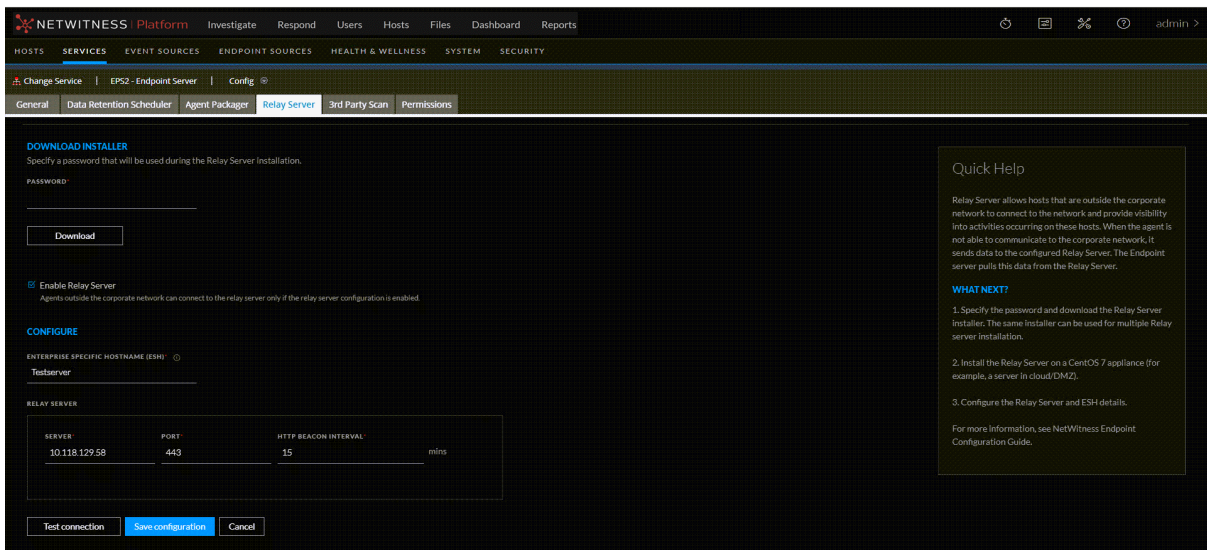 NETWITNESS Platform Investigate Respond Users Hosts Files Dashboard Reports admin >
HOSTS SERVICES EVENT SOURCES ENDPOINT SOURCES HEALTH & WELLNESS SYSTEM SECURITY
Change Service | EPS2 - Endpoint Server | Config
General Data Retention Scheduler Agent Packager Relay Server 3rd Party Scan Permissions
DOWNLOAD INSTALLER
Specify a password that will be used during the Relay Server installation.
PASSWORD*
Download
Enable Relay Server
Agents outside the corporate network can connect to the relay server only if the relay server configuration is enabled.
CONFIGURE
ENTERPRISE SPECIFIC HOSTNAME (ESH)*
Testserver
RELAY SERVER
SERVER* PORT* HTTP BEACON INTERVAL*
10.118.129.58 443 15 mins
Test connection Save configuration Cancel
Quick Help
Relay Server allows hosts that are outside the corporate
network to connect to the network and provide visibility
into activities occurring on these hosts. When the agent is
not able to communicate to the corporate network, it
sends data to the configured Relay Server. The Endpoint
server pulls this data from the Relay Server.
WHAT NEXT?
1. Specify the password and download the Relay Server
installer. The same installer can be used for multiple Relay
server installation.
2. Install the Relay Server on a CentOS 7 appliance (for
example, a server in cloud/DMZ).
3. Configure the Relay Server and ESH details.
For more information, see NetWitness Endpoint
Configuration Guide.